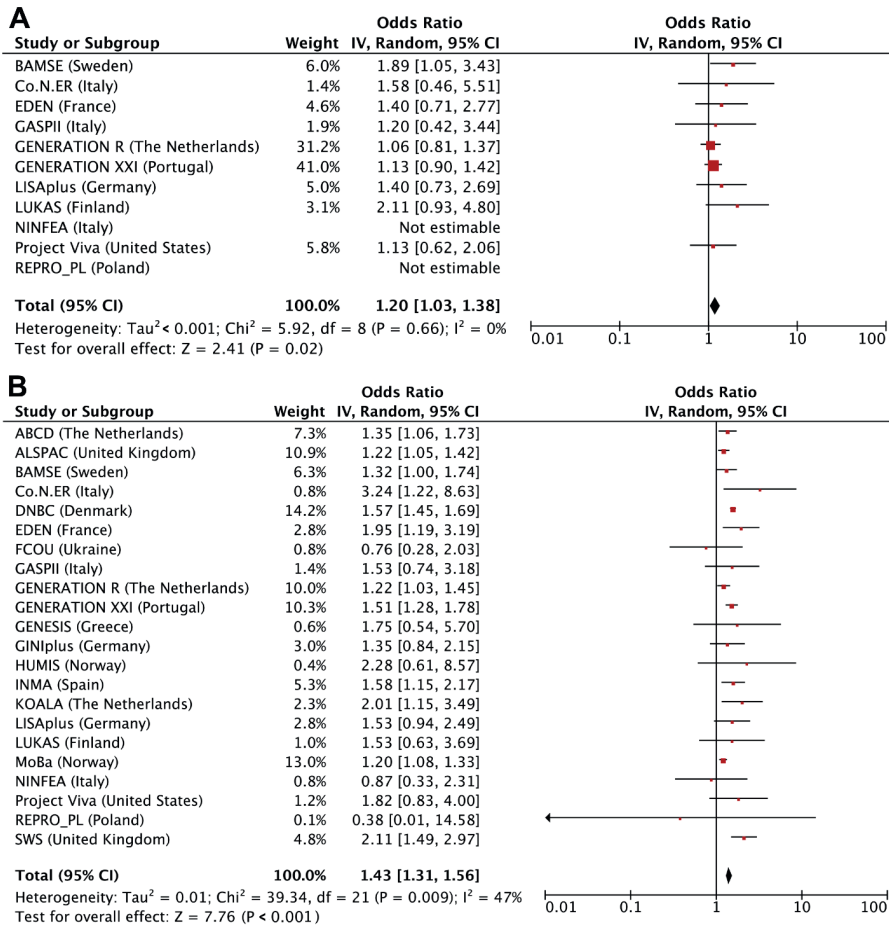 A
Odds Ratio Odds Ratio
Study or Subgroup Weight IV, Random, 95% CI IV, Random, 95% CI
BAMSE (Sweden) 6.0% 1.89 [1.05, 3.43]
Co.N.ER (Italy) 1.4% 1.58 [0.46, 5.51]
EDEN (France) 4.6% 1.40 [0.71, 2.77]
GASPII (Italy) 1.9% 1.20 [0.42, 3.44]
GENERATION R (The Netherlands) 31.2% 1.06 [0.81, 1.37]
GENERATION XXI (Portugal) 41.0% 1.13 [0.90, 1.42]
LISAplus (Germany) 5.0% 1.40 [0.73, 2.69]
LUKAS (Finland) 3.1% 2.11 [0.93, 4.80]
NINFEA (Italy) Not estimable
Project Viva (United States) 5.8% 1.13 [0.62, 2.06]
REPRO_PL (Poland) Not estimable
Total (95% CI) 100.0% 1.20 [1.03, 1.38]
Heterogeneity: Tau² < 0.001; Chi² = 5.92, df = 8 (P = 0.66); I² = 0%
Test for overall effect: Z = 2.41 (P = 0.02)
0.01 0.1 1 10 100
B
Odds Ratio Odds Ratio
Study or Subgroup Weight IV, Random, 95% CI IV, Random, 95% CI
ABCD (The Netherlands) 7.3% 1.35 [1.06, 1.73]
ALSPAC (United Kingdom) 10.9% 1.22 [1.05, 1.42]
BAMSE (Sweden) 6.3% 1.32 [1.00, 1.74]
Co.N.ER (Italy) 0.8% 3.24 [1.22, 8.63]
DNBC (Denmark) 14.2% 1.57 [1.45, 1.69]
EDEN (France) 2.8% 1.95 [1.19, 3.19]
FCOU (Ukraine) 0.8% 0.76 [0.28, 2.03]
GASPII (Italy) 1.4% 1.53 [0.74, 3.18]
GENERATION R (The Netherlands) 10.0% 1.22 [1.03, 1.45]
GENERATION XXI (Portugal) 10.3% 1.51 [1.28, 1.78]
GENESIS (Greece) 0.6% 1.75 [0.54, 5.70]
GINIplus (Germany) 3.0% 1.35 [0.84, 2.15]
HUMIS (Norway) 0.4% 2.28 [0.61, 8.57]
INMA (Spain) 5.3% 1.58 [1.15, 2.17]
KOALA (The Netherlands) 2.3% 2.01 [1.15, 3.49]
LISAplus (Germany) 2.8% 1.53 [0.94, 2.49]
LUKAS (Finland) 1.0% 1.53 [0.63, 3.69]
MoBa (Norway) 13.0% 1.20 [1.08, 1.33]
NINFEA (Italy) 0.8% 0.87 [0.33, 2.31]
Project Viva (United States) 1.2% 1.82 [0.83, 4.00]
REPRO_PL (Poland) 0.1% 0.38 [0.01, 14.58]
SWS (United Kingdom) 4.8% 2.11 [1.49, 2.97]
Total (95% CI) 100.0% 1.43 [1.31, 1.56]
Heterogeneity: Tau² = 0.01; Chi² = 39.34, df = 21 (P = 0.009); I² = 47%
Test for overall effect: Z = 7.76 (P < 0.001)
0.01 0.1 1 10 100